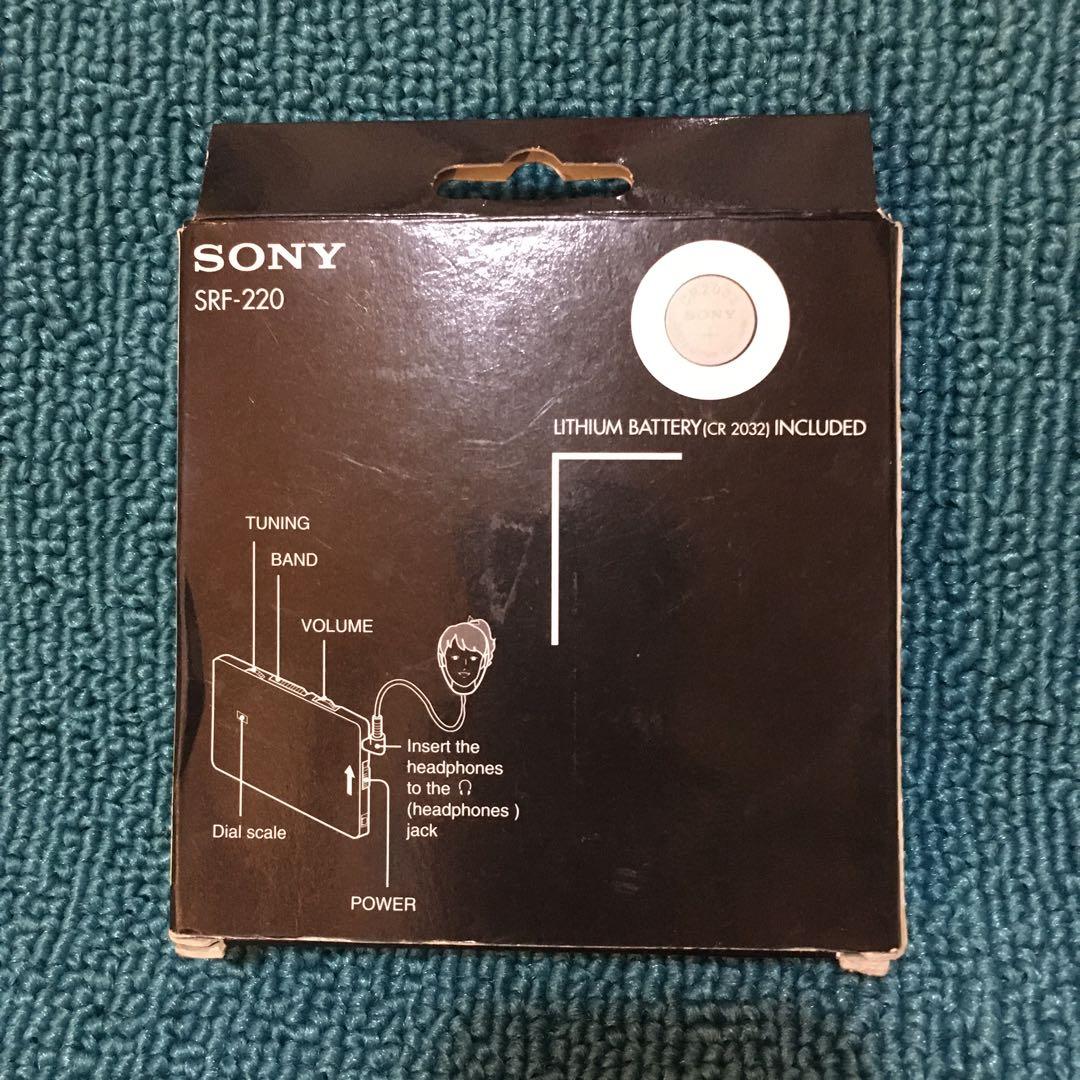 SONY
SRF-220
SONY
LITHIUM BATTERY (CR 2032) INCLUDED
TUNING
BAND
VOLUME
Insert the
headphones
to the 🎧
(headphones )
jack
Dial scale
POWER